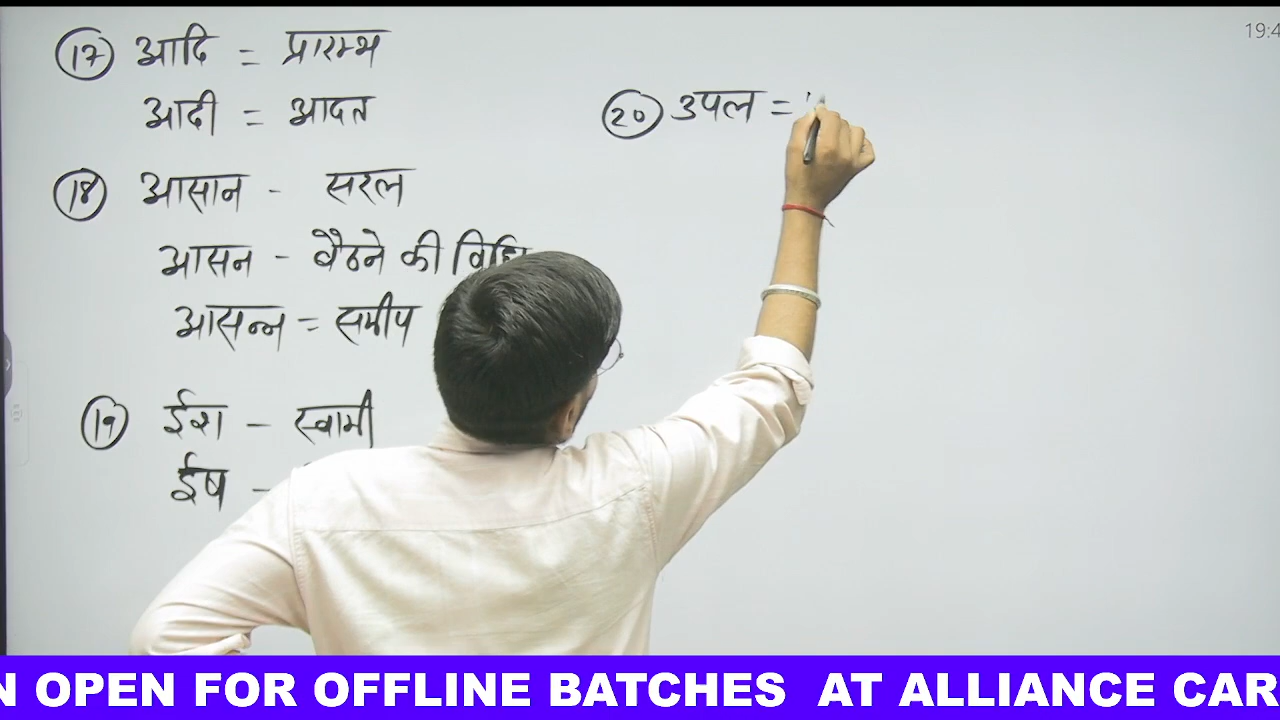 (17) आदि = प्रारम्भ
आदी = आदत
(18) आसान - सरल
आसन - बैठने की विधि
आसन्न = समीप
(19) ईश - स्वामी
ईष -
(20) उपल =
19:4
N OPEN FOR OFFLINE BATCHES AT ALLIANCE CAR